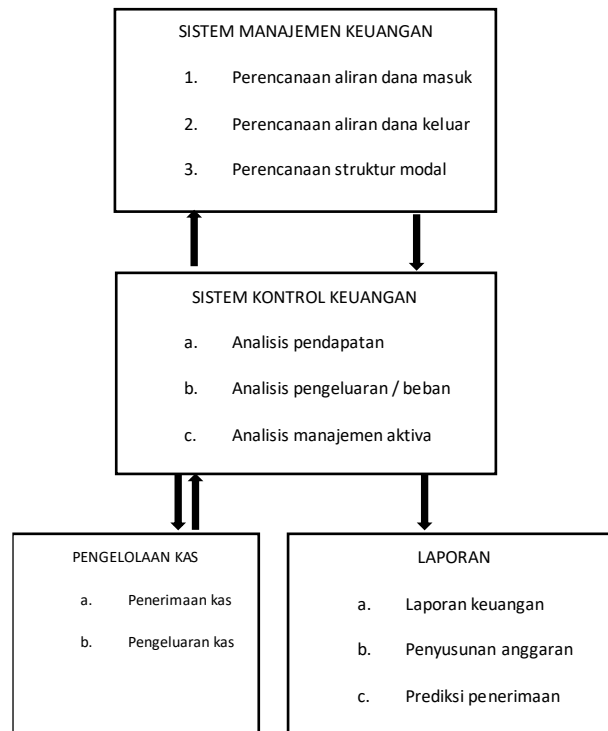 SISTEM MANAJEMEN KEUANGAN
1. Perencanaan aliran dana masuk
2. Perencanaan aliran dana keluar
3. Perencanaan struktur modal
SISTEM KONTROL KEUANGAN
a. Analisis pendapatan
b. Analisis pengeluaran / beban
c. Analisis manajemen aktiva
PENGELOLAAN KAS
a. Penerimaan kas
b. Pengeluaran kas
LAPORAN
a. Laporan keuangan
b. Penyusunan anggaran
c. Prediksi penerimaan